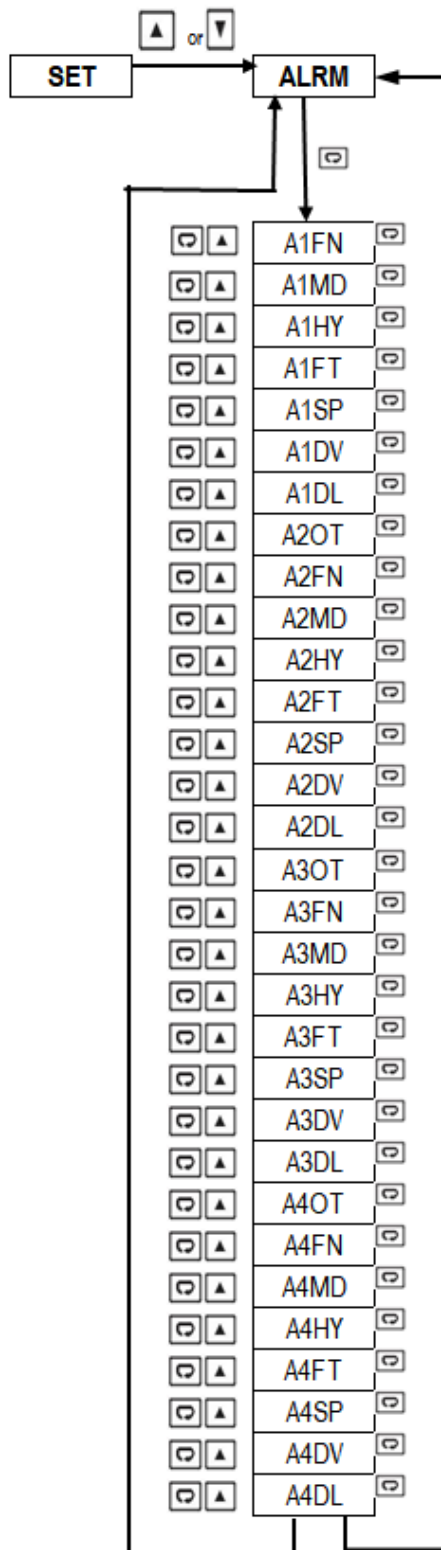 or
SET
ALRM
A1FN
A1MD
A1HY
A1FT
A1SP
A1DV
A1DL
A2OT
A2FN
A2MD
A2HY
A2FT
A2SP
A2DV
A2DL
A3OT
A3FN
A3MD
A3HY
A3FT
A3SP
A3DV
A3DL
A4OT
A4FN
A4MD
A4HY
A4FT
A4SP
A4DV
A4DL